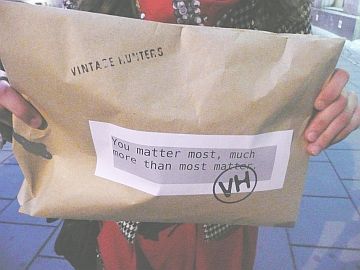 VINTAGE HUNTERS
You matter most, much
more than most matter.
VH